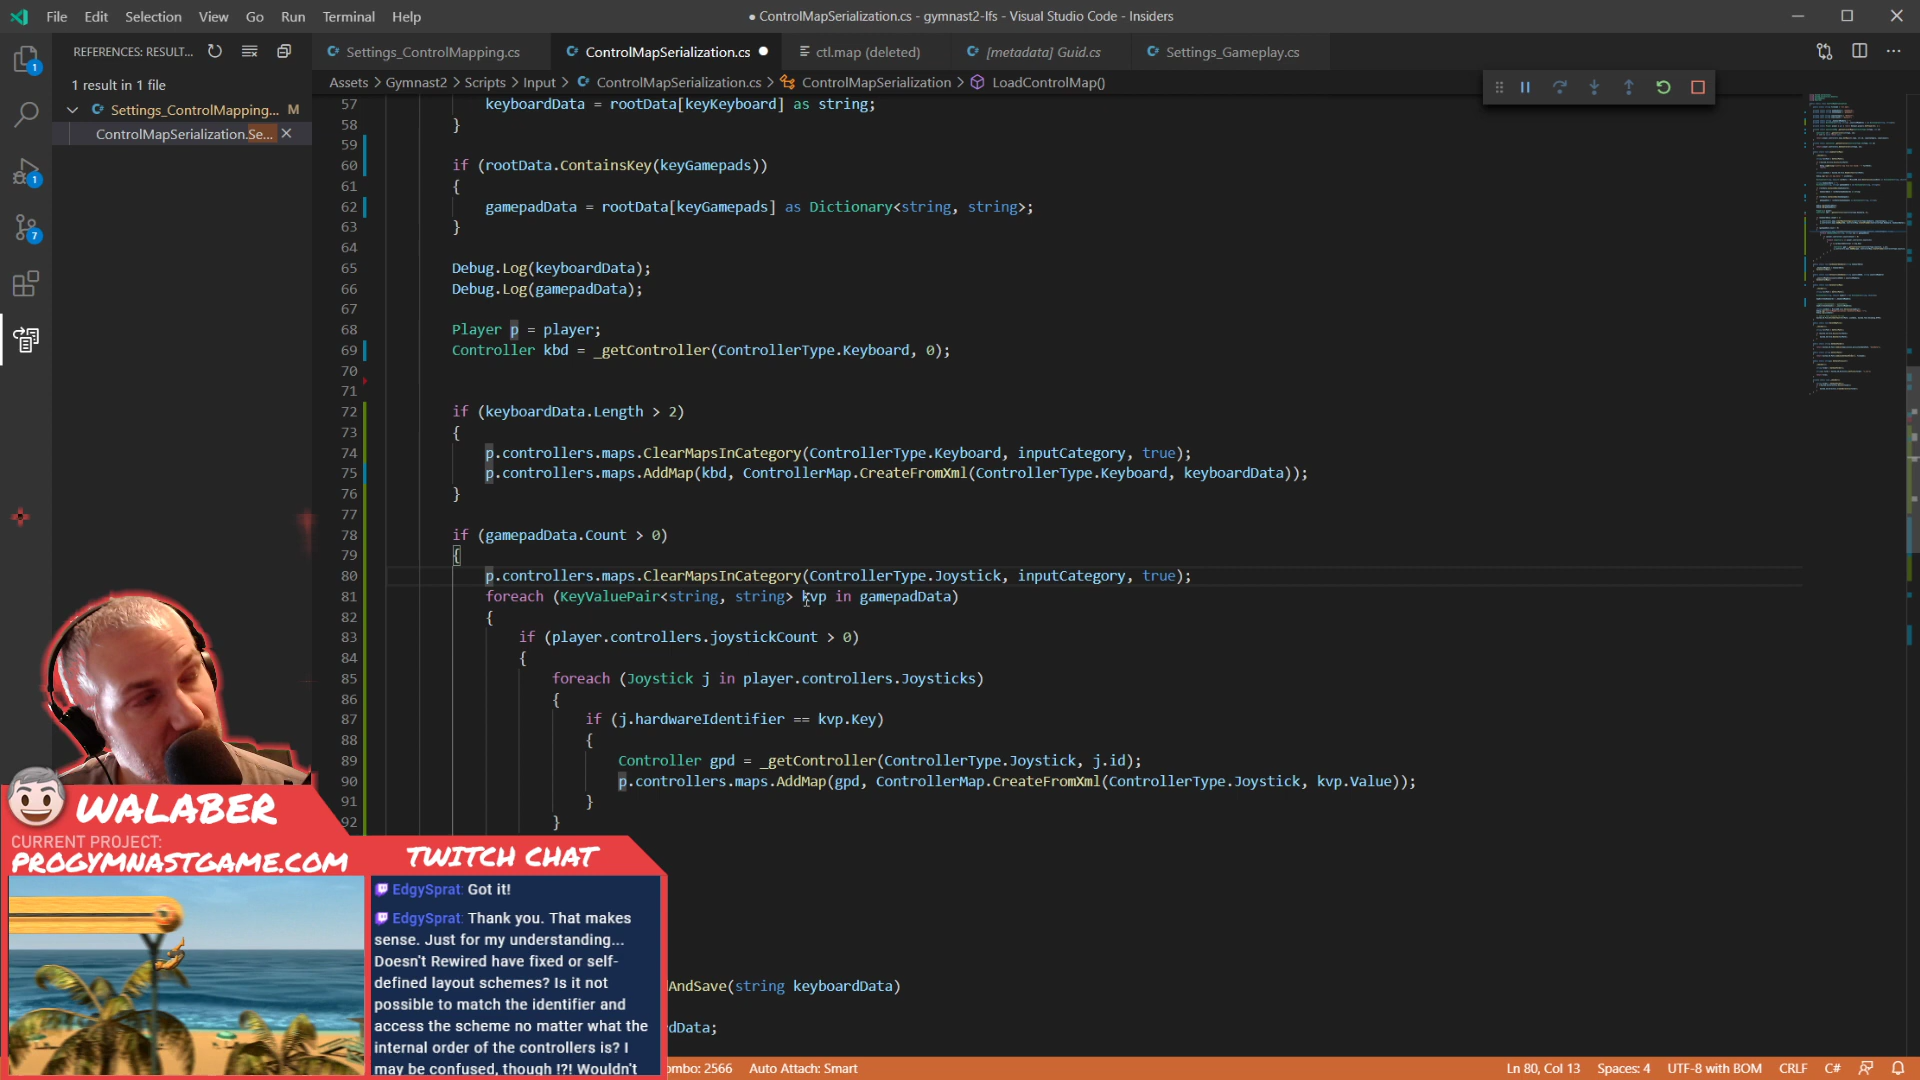 File Edit Selection View Go Run Terminal Help
● ControlMapSerialization.cs - gymnast2-lfs - Visual Studio Code - Insiders
REFERENCES: RESULT...
Settings_ControlMapping.cs
ControlMapSerialization.cs
ctl.map (deleted)
[metadata] Guid.cs
Settings_Gameplay.cs
1 result in 1 file
Settings_ControlMapping... M
ControlMapSerialization.Se...
Assets > Gymnast2 > Scripts > Input > ControlMapSerialization.cs > ControlMapSerialization > LoadControlMap()
1
1
7
57 keyboardData = rootData[keyKeyboard] as string;
58 }
59
60 if (rootData.ContainsKey(keyGamepads))
61 {
62 gamepadData = rootData[keyGamepads] as Dictionary<string, string>;
63 }
64
65 Debug.Log(keyboardData);
66 Debug.Log(gamepadData);
67
68 Player p = player;
69 Controller kbd = _getController(ControllerType.Keyboard, 0);
70
71
72 if (keyboardData.Length > 2)
73 {
74 p.controllers.maps.ClearMapsInCategory(ControllerType.Keyboard, inputCategory, true);
75 p.controllers.maps.AddMap(kbd, ControllerMap.CreateFromXml(ControllerType.Keyboard, keyboardData));
76 }
77
78 if (gamepadData.Count > 0)
79 {
80 p.controllers.maps.ClearMapsInCategory(ControllerType.Joystick, inputCategory, true);
81 foreach (KeyValuePair<string, string> kvp in gamepadData)
82 {
83 if (player.controllers.joystickCount > 0)
84 {
85 foreach (Joystick j in player.controllers.Joysticks)
86 {
87 if (j.hardwareIdentifier == kvp.Key)
88 {
89 Controller gpd = _getController(ControllerType.Joystick, j.id);
90 p.controllers.maps.AddMap(gpd, ControllerMap.CreateFromXml(ControllerType.Joystick, kvp.Value));
91 }
92 }
AndSave(string keyboardData)
dData;
WALABER
CURRENT PROJECT:
PROGYMNASTGAME.COM
TWITCH CHAT
EdgySprat: Got it!
EdgySprat: Thank you. That makes
sense. Just for my understanding...
Doesn't Rewired have fixed or self-
defined layout schemes? Is it not
possible to match the identifier and
access the scheme no matter what the
internal order of the controllers is? I
may be confused, though !?! Wouldn't
ombo: 2566 Auto Attach: Smart
Ln 80, Col 13 Spaces: 4 UTF-8 with BOM CRLF C#